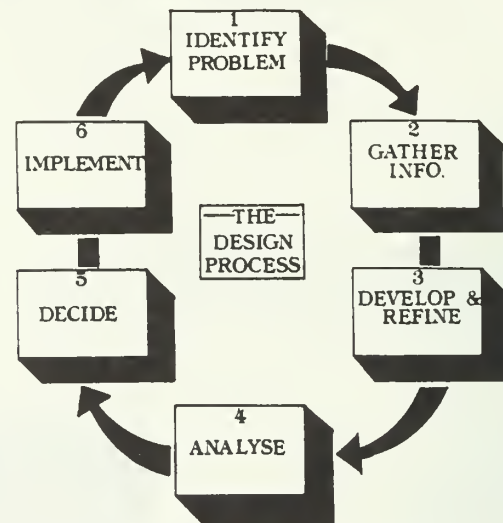 1
IDENTIFY
PROBLEM
2
GATHER
INFO.
3
DEVELOP &
REFINE
4
ANALYSE
5
DECIDE
6
IMPLEMENT
THE
DESIGN
PROCESS